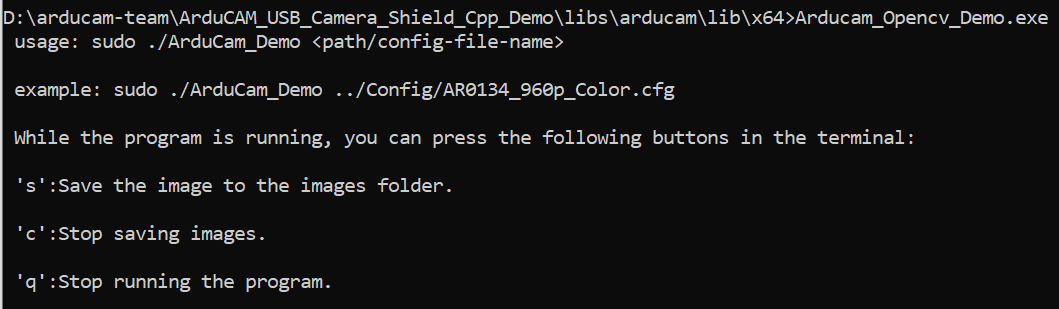 D:\arducam-team\ArduCAM_USB_Camera_Shield_Cpp_Demo\libs\arducam\lib\x64>Arducam_Opencv_Demo.exe
usage: sudo ./ArduCam_Demo <path/config-file-name>
example: sudo ./ArduCam_Demo ../Config/AR0134_960p_Color.cfg
While the program is running, you can press the following buttons in the terminal:
's':Save the image to the images folder.
'c':Stop saving images.
'q':Stop running the program.